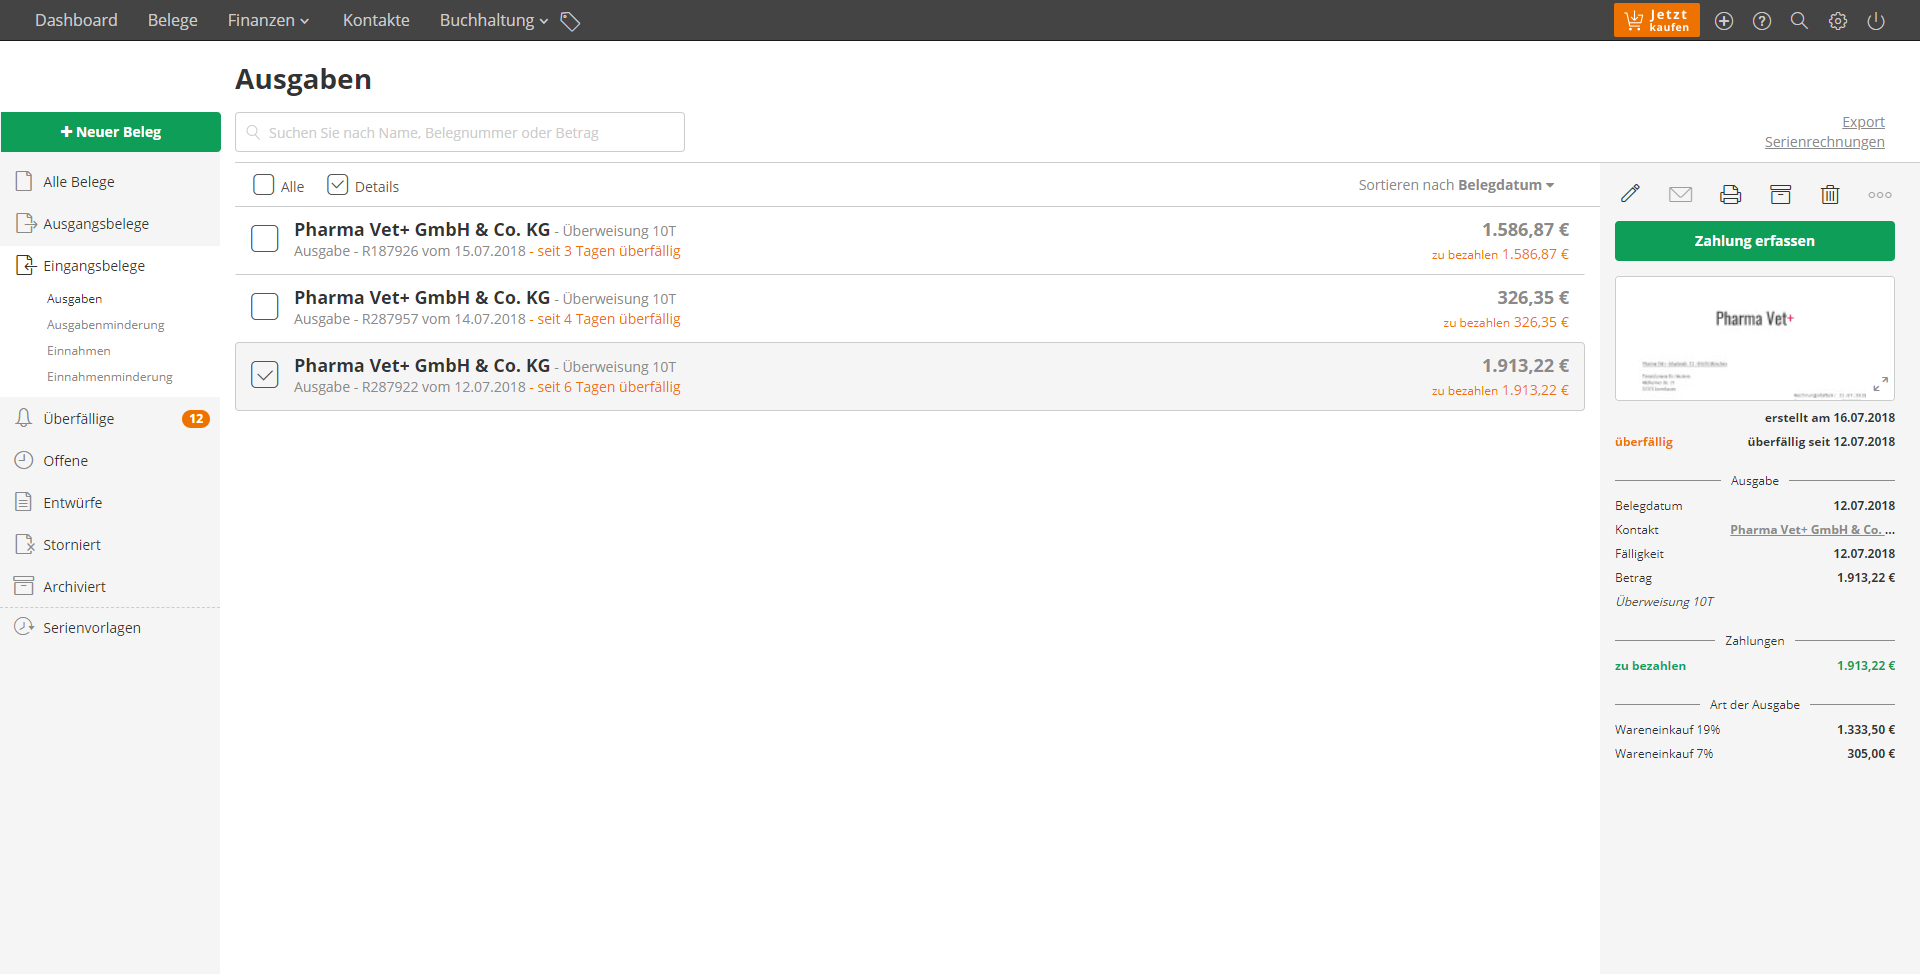 Dashboard Belege Finanzen Kontakte Buchhaltung Jetzt kaufen
Ausgaben
Neuer Beleg
Suchen Sie nach Name, Belegnummer oder Betrag
Export
Serienrechnungen
Alle Belege
Ausgangsbelege
Eingangsbelege
Ausgaben
Ausgabenminderung
Einnahmen
Einnahmenminderung
Überfällige 12
Offene
Entwürfe
Storniert
Archiviert
Serienvorlagen
Alle Details Sortieren nach Belegdatum
Pharma Vet+ GmbH & Co. KG - Überweisung 10T 1.586,87 €
Ausgabe - R187926 vom 15.07.2018 - seit 3 Tagen überfällig zu bezahlen 1.586,87 €
Pharma Vet+ GmbH & Co. KG - Überweisung 10T 326,35 €
Ausgabe - R287957 vom 14.07.2018 - seit 4 Tagen überfällig zu bezahlen 326,35 €
Pharma Vet+ GmbH & Co. KG - Überweisung 10T 1.913,22 €
Ausgabe - R287922 vom 12.07.2018 - seit 6 Tagen überfällig zu bezahlen 1.913,22 €
Zahlung erfassen
Pharma Vet+
erstellt am 16.07.2018
überfällig überfällig seit 12.07.2018
Ausgabe
Belegdatum 12.07.2018
Kontakt Pharma Vet+ GmbH & Co. ...
Fälligkeit 12.07.2018
Betrag 1.913,22 €
Überweisung 10T
Zahlungen
zu bezahlen 1.913,22 €
Art der Ausgabe
Wareneinkauf 19% 1.333,50 €
Wareneinkauf 7% 305,00 €